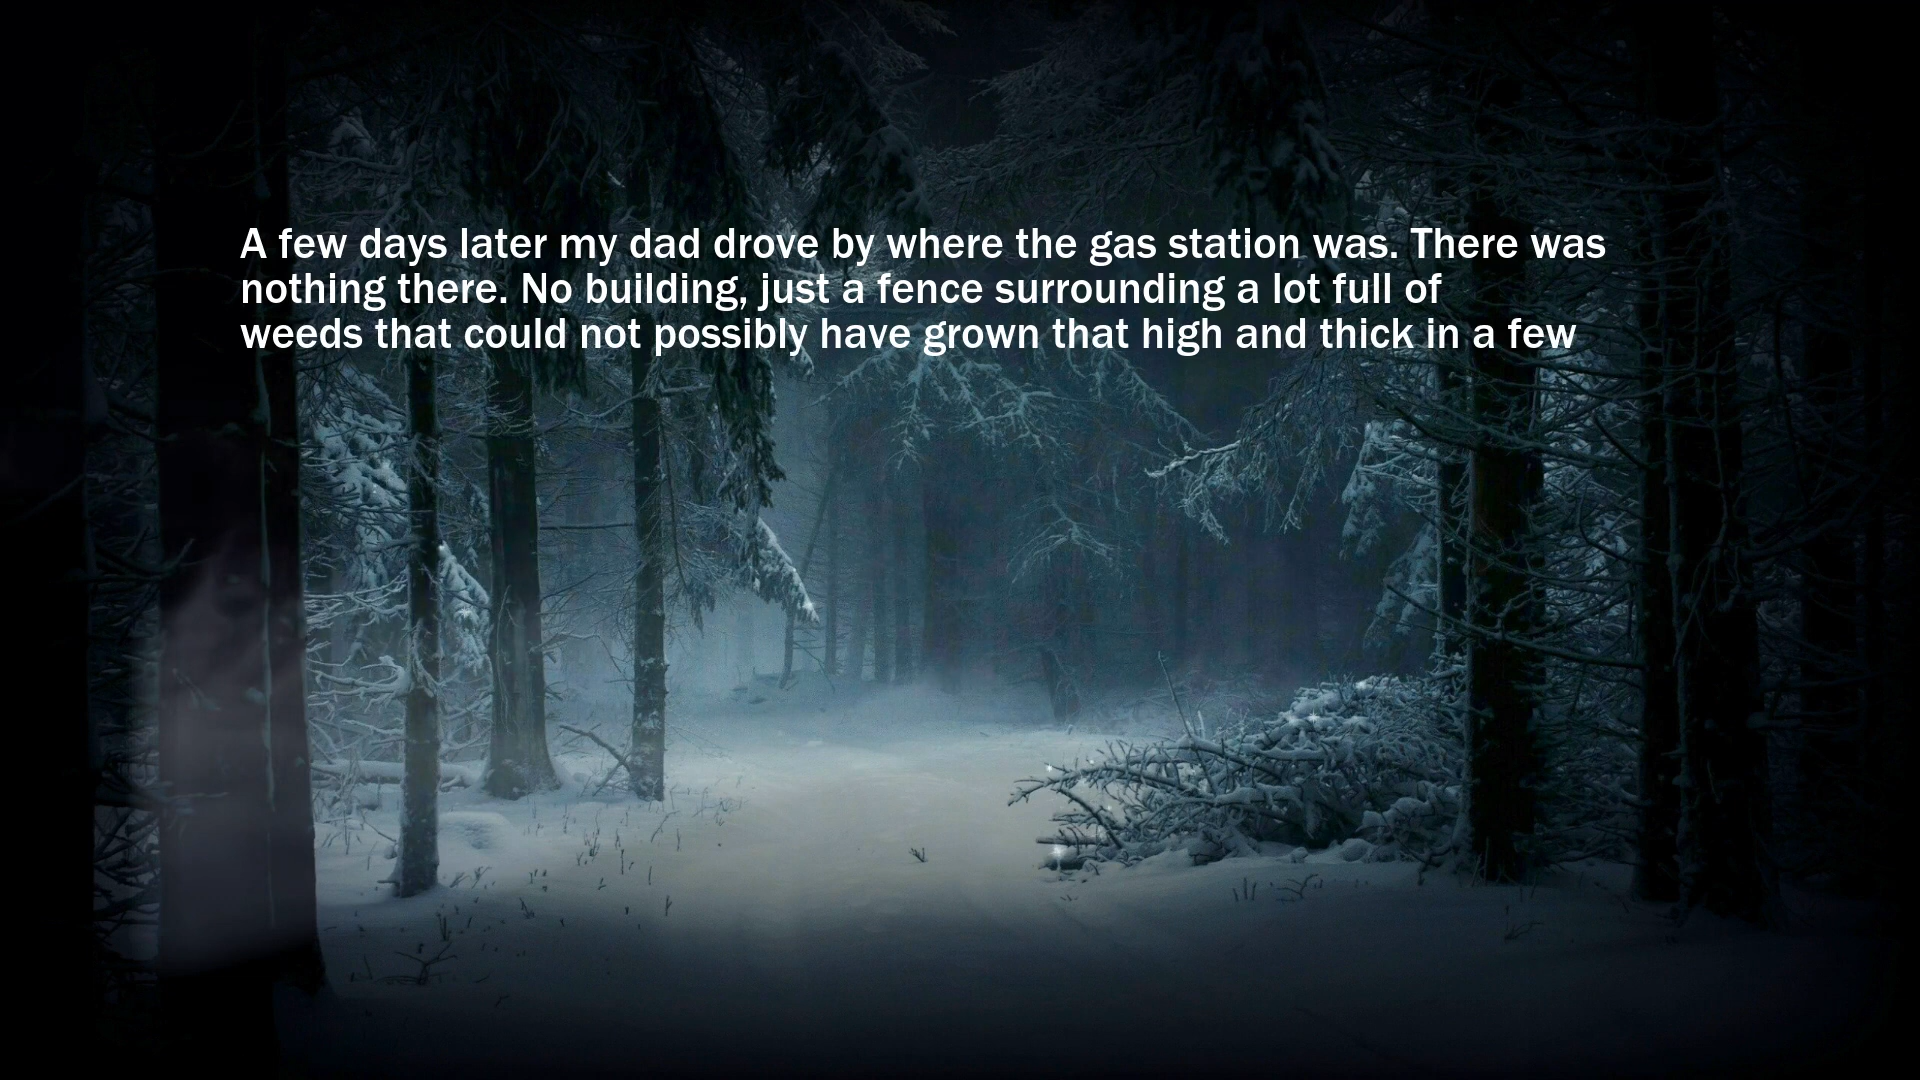 A few days later my dad drove by where the gas station was. There was
nothing there. No building, just a fence surrounding a lot full of
weeds that could not possibly have grown that high and thick in a few